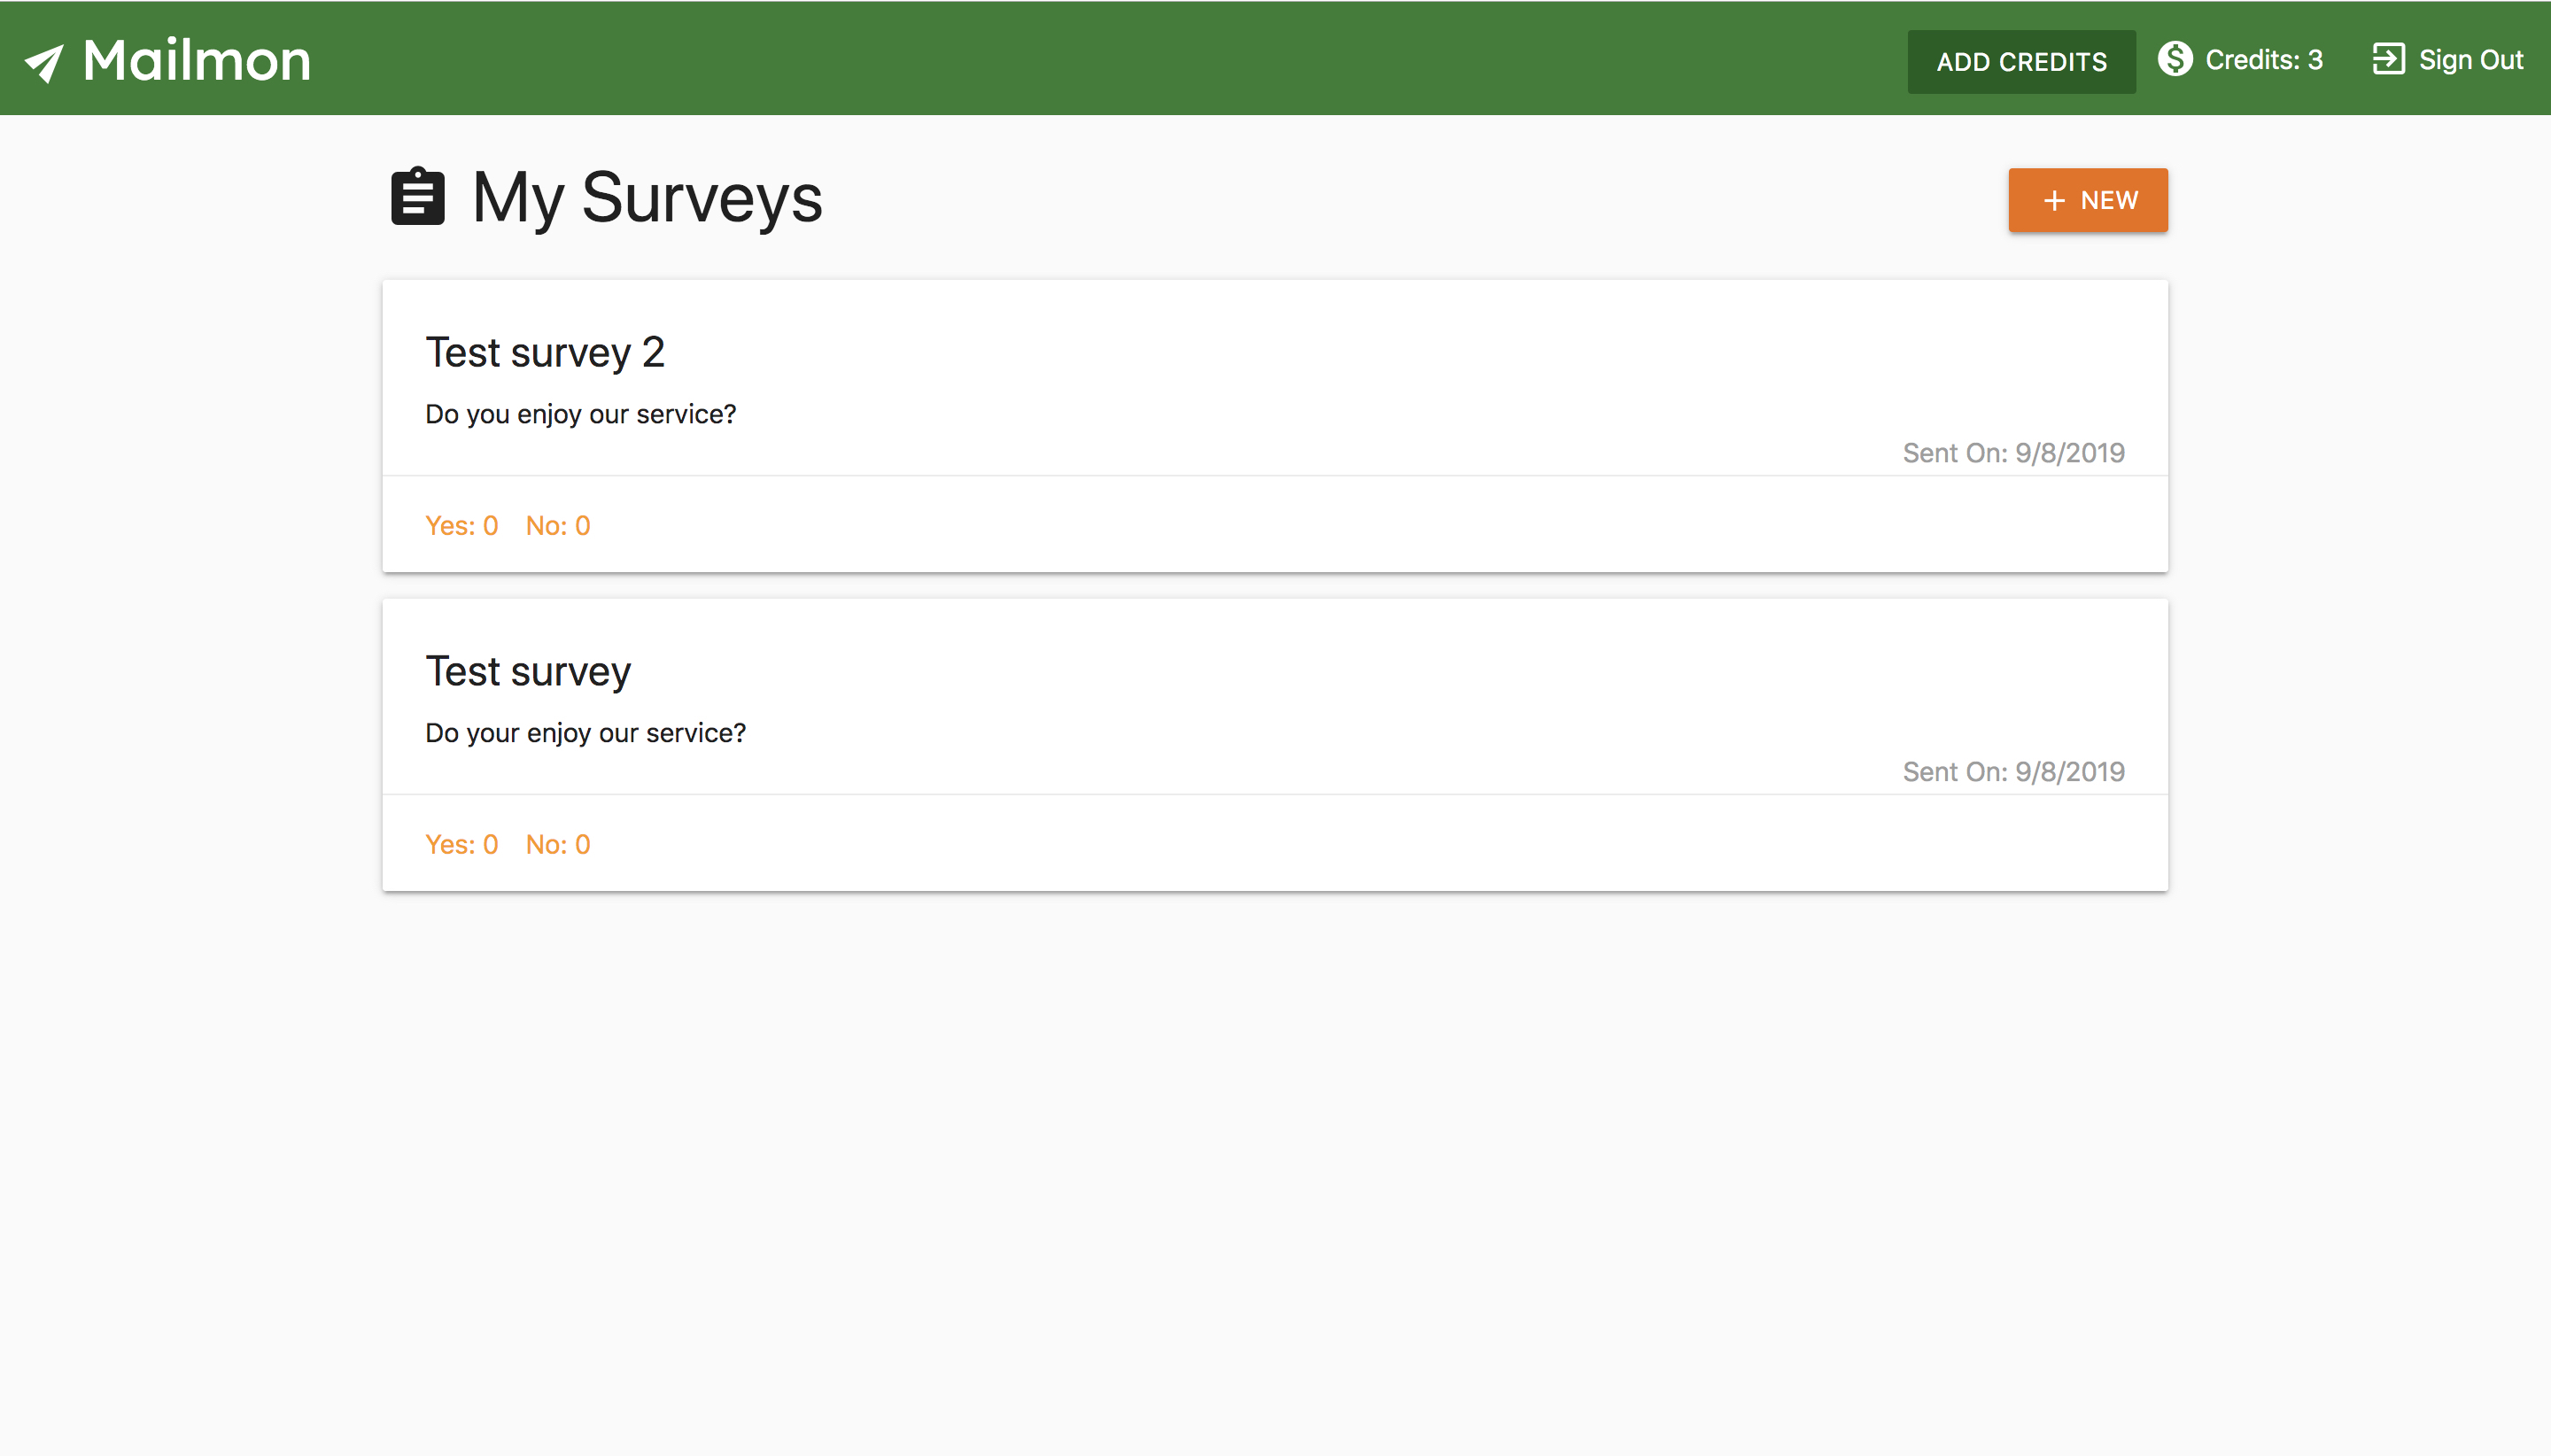 Mailmon
ADD CREDITS
Credits: 3
Sign Out
My Surveys
+ NEW
Test survey 2
Do you enjoy our service?
Sent On: 9/8/2019
Yes: 0 No: 0
Test survey
Do your enjoy our service?
Sent On: 9/8/2019
Yes: 0 No: 0